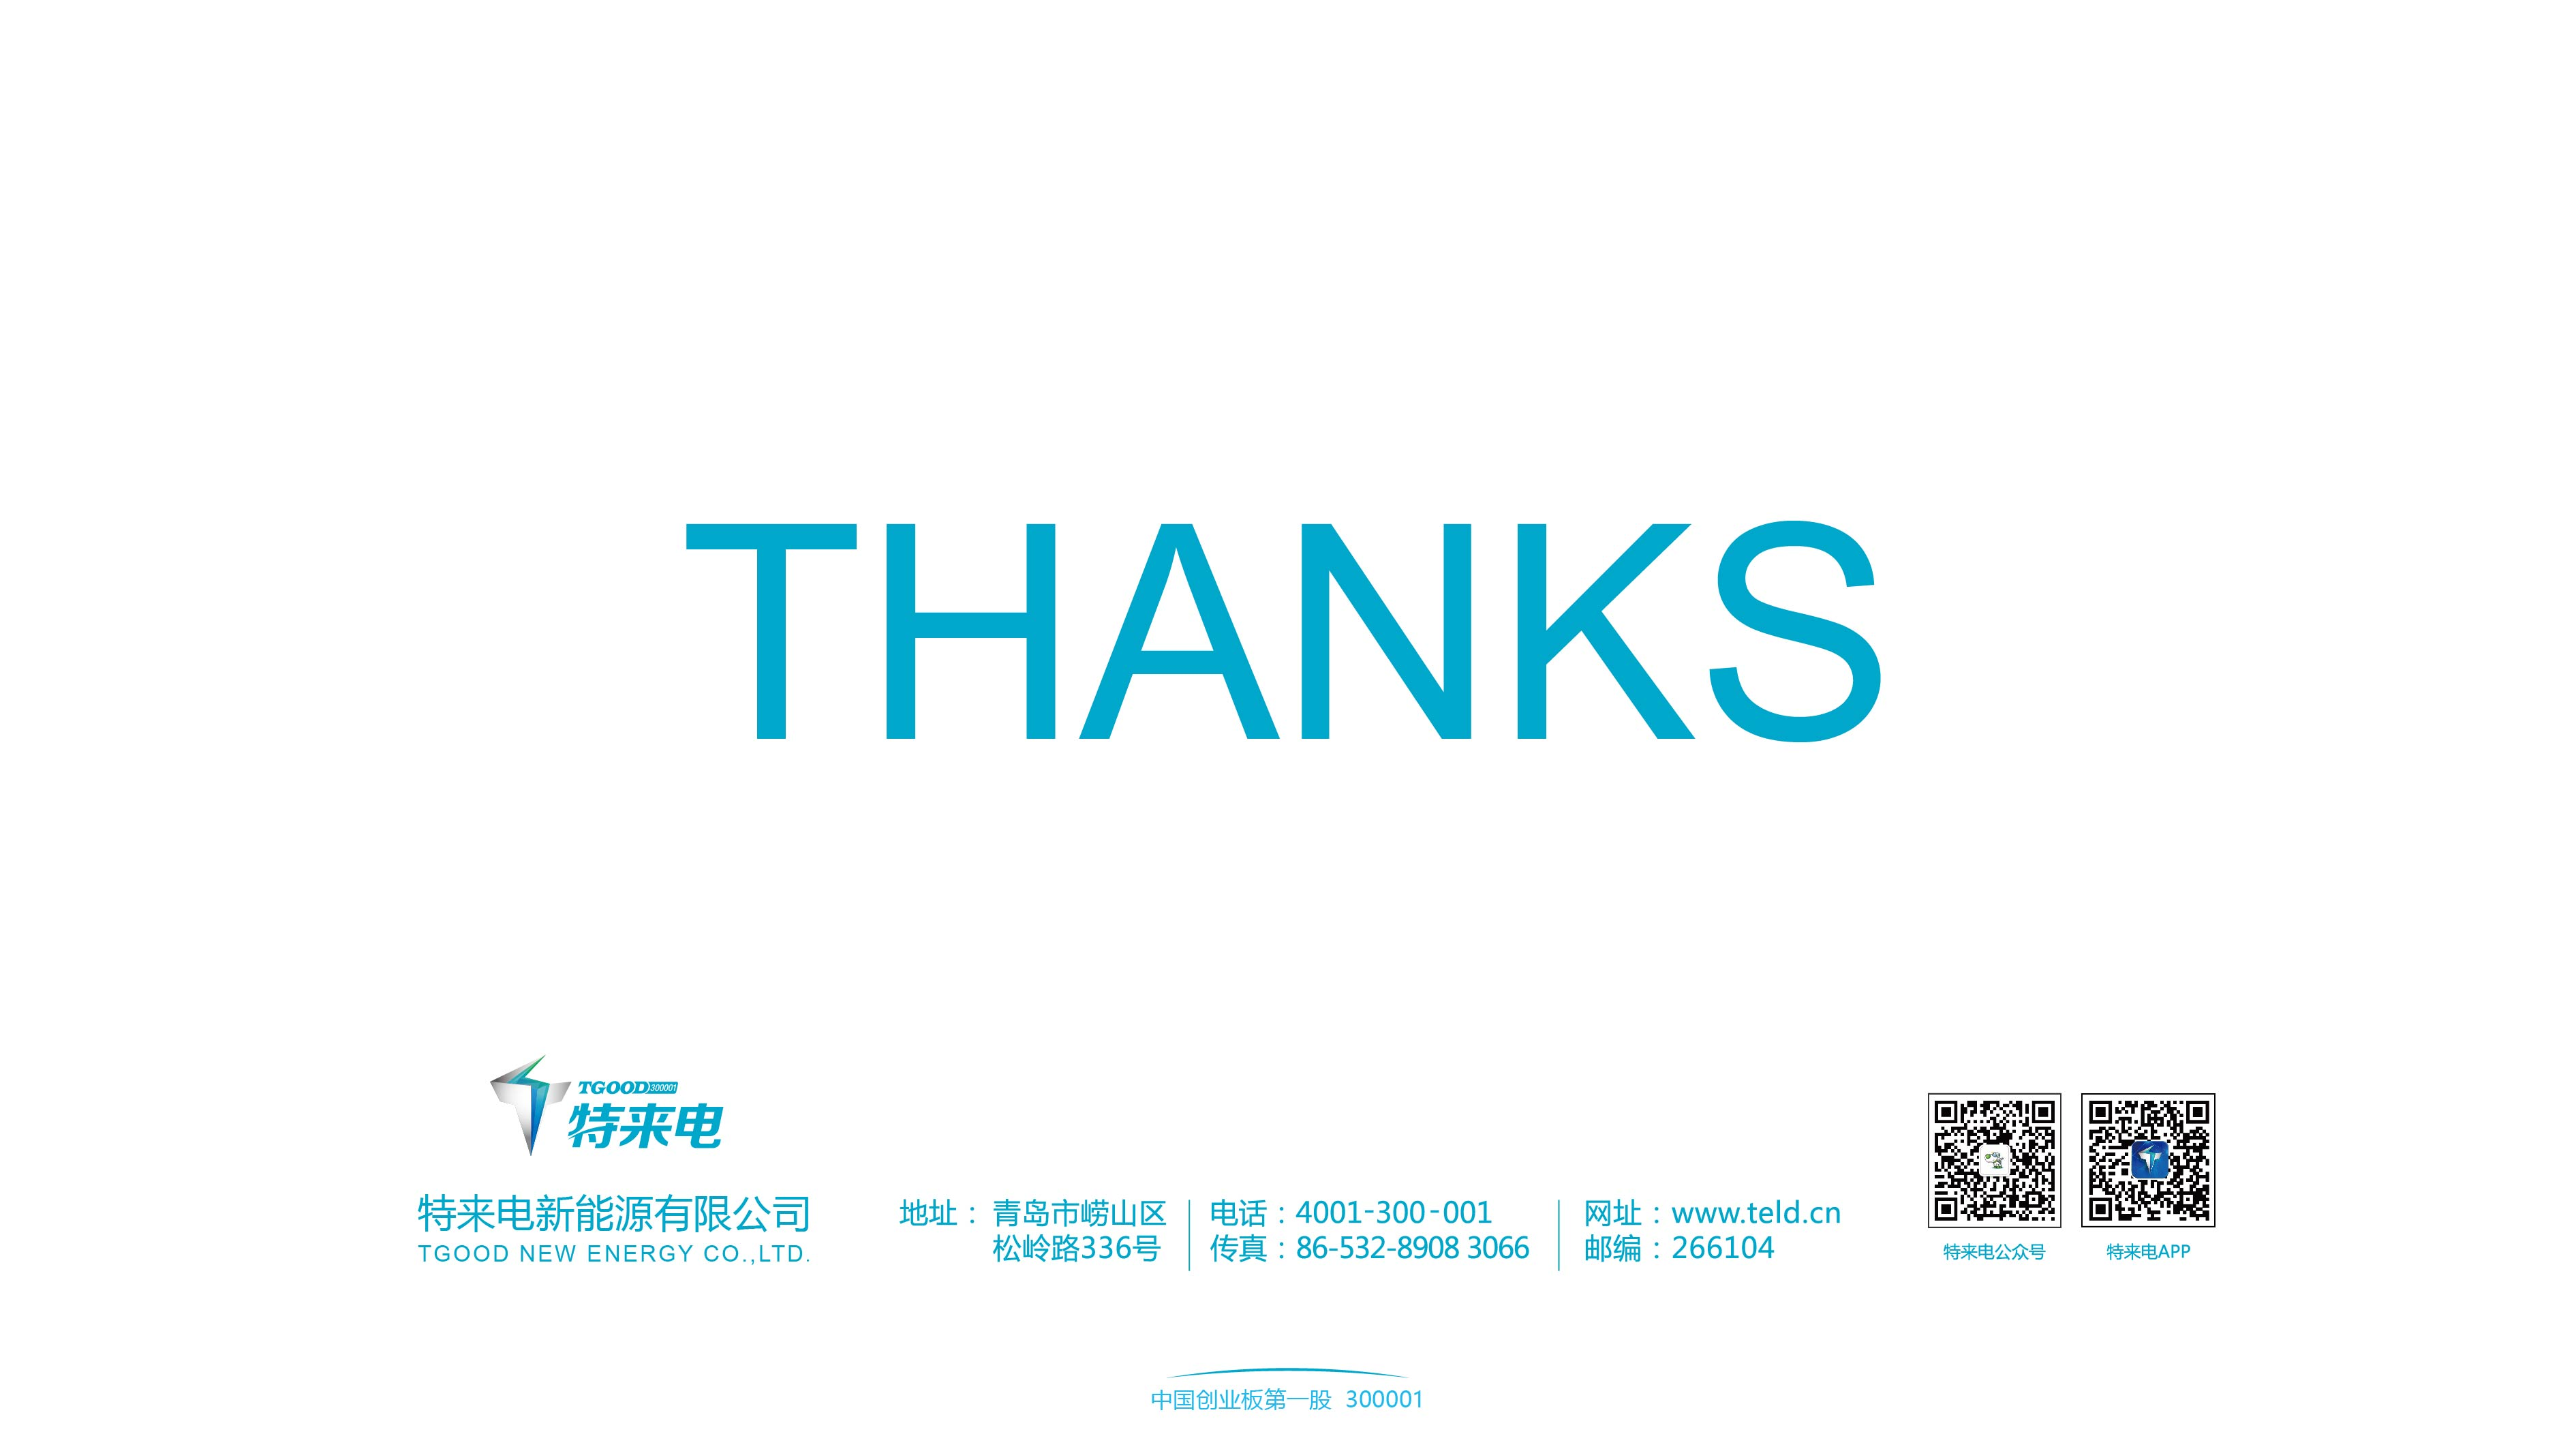 THANKS
TGOOD 300001
特来电
特来电新能源有限公司
TGOOD NEW ENERGY CO.,LTD.
地址： 青岛市崂山区
松岭路336号
电话：4001-300-001
传真：86-532-8908 3066
网址：www.teld.cn
邮编：266104
特来电公众号
特来电APP
中国创业板第一股 300001